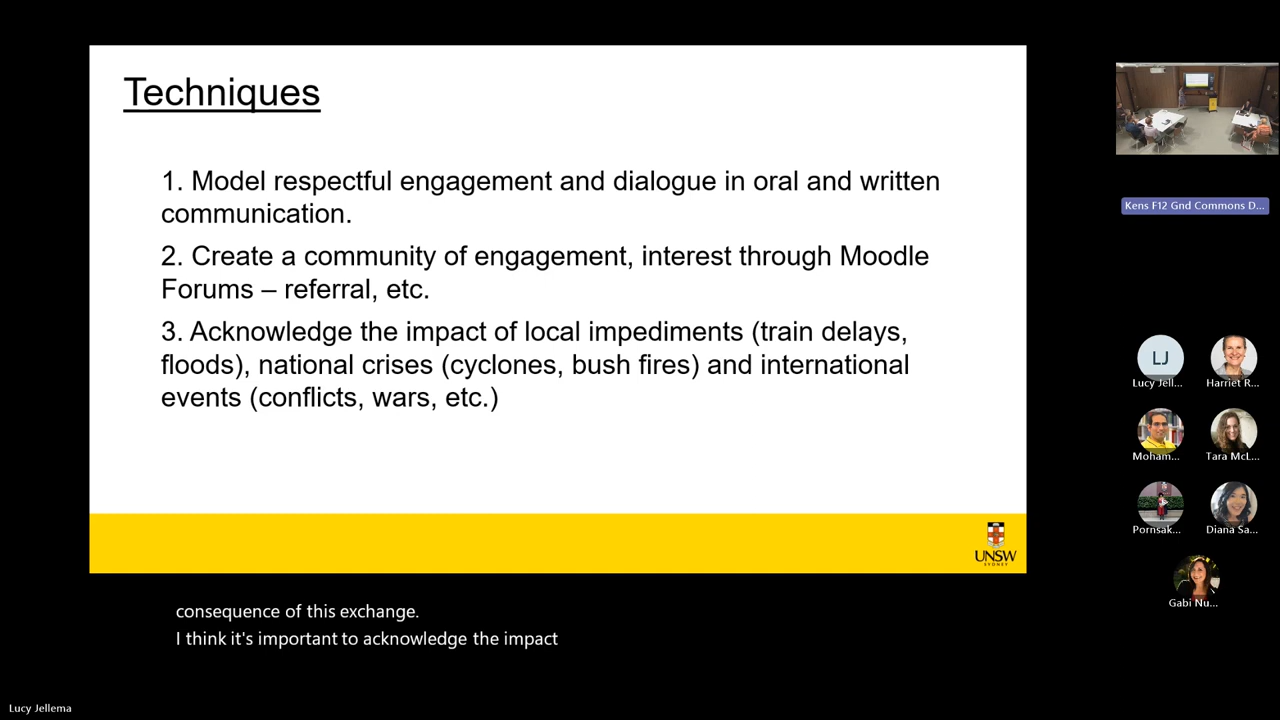 Techniques
1. Model respectful engagement and dialogue in oral and written
communication.
2. Create a community of engagement, interest through Moodle
Forums – referral, etc.
3. Acknowledge the impact of local impediments (train delays,
floods), national crises (cyclones, bush fires) and international
events (conflicts, wars, etc.)
UNSW
SYDNEY
Kens F12 Gnd Commons D...
LJ
Lucy Jell...
Harriet R...
Moham...
Tara McL...
Pornsak...
Diana Sa...
Gabi Nu...
consequence of this exchange.
I think it's important to acknowledge the impact
Lucy Jellema